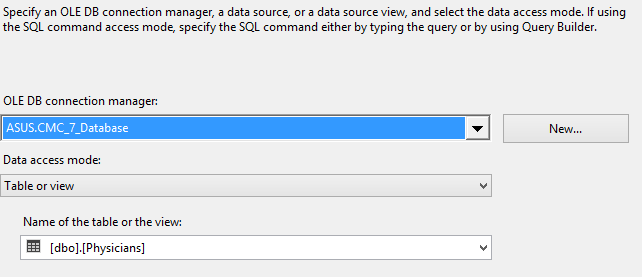 Specify an OLE DB connection manager, a data source, or a data source view, and select the data access mode. If using
the SQL command access mode, specify the SQL command either by typing the query or by using Query Builder.
OLE DB connection manager:
ASUS.CMC_7_Database
New...
Data access mode:
Table or view
Name of the table or the view:
[dbo].[Physicians]